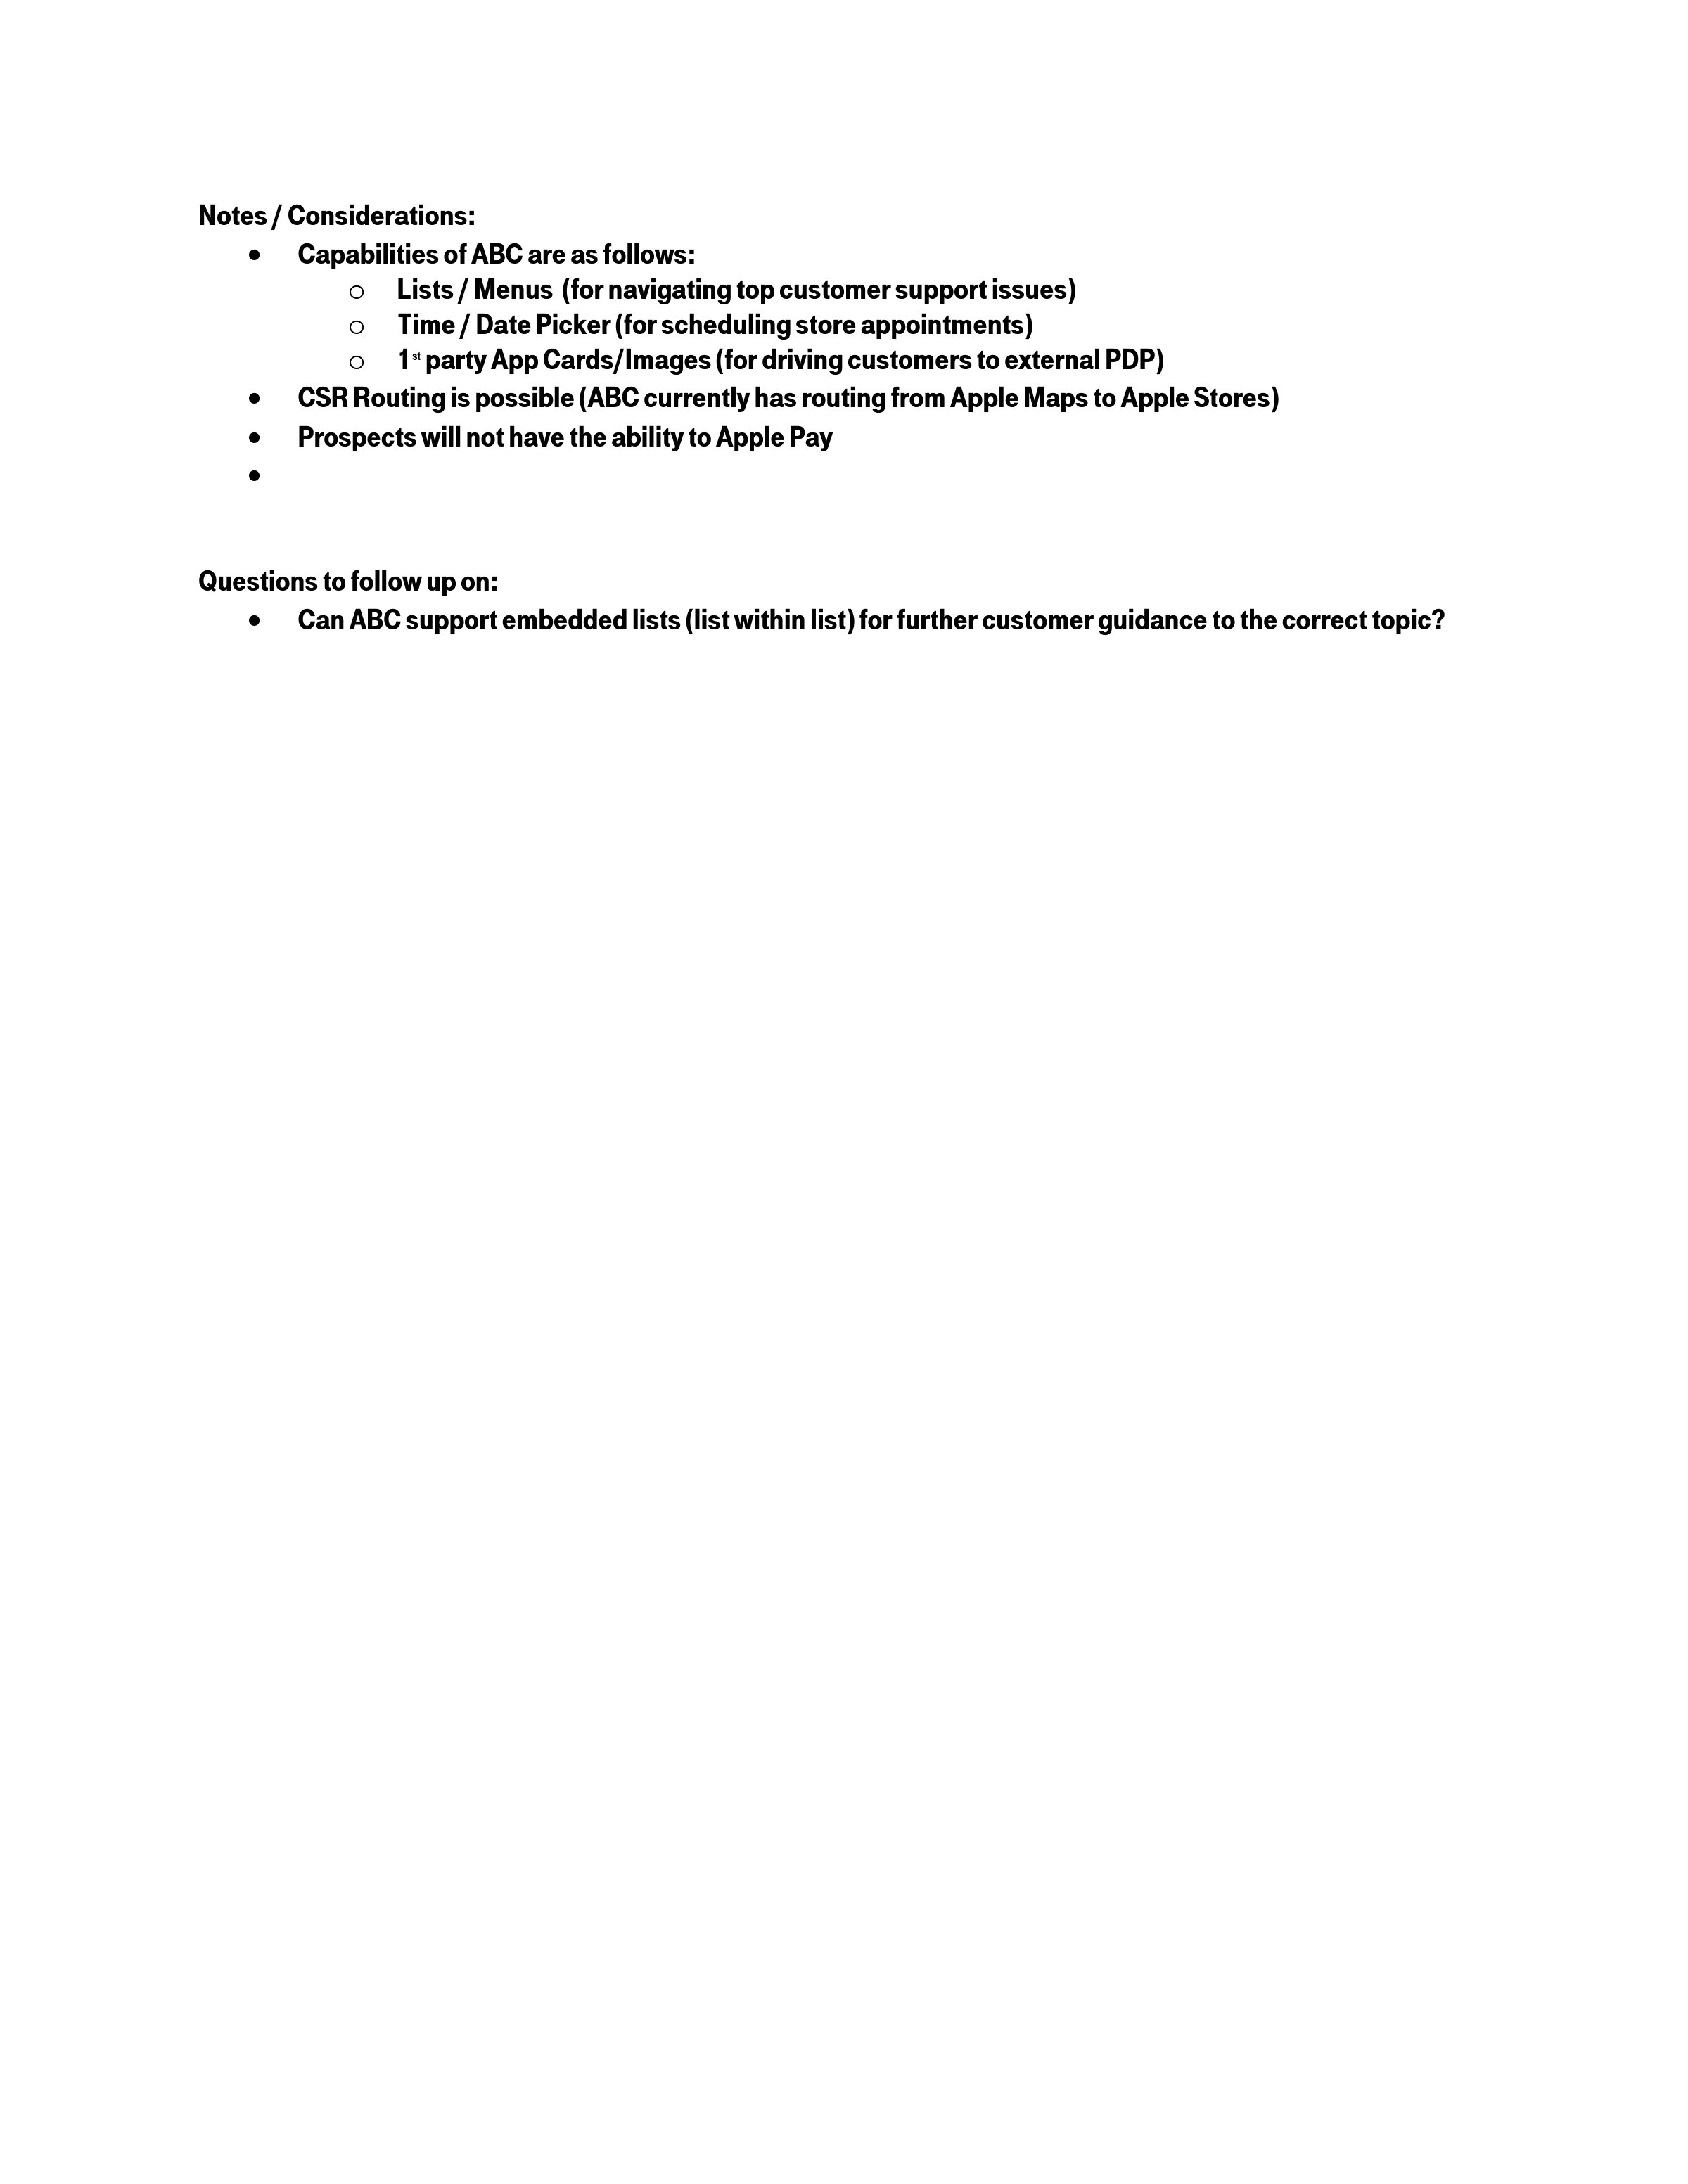 Notes / Considerations:
• Capabilities of ABC are as follows:
o Lists / Menus (for navigating top customer support issues)
o Time / Date Picker (for scheduling store appointments)
o 1st party App Cards/Images (for driving customers to external PDP)
• CSR Routing is possible (ABC currently has routing from Apple Maps to Apple Stores)
• Prospects will not have the ability to Apple Pay
•
Questions to follow up on:
• Can ABC support embedded lists (list within list) for further customer guidance to the correct topic?